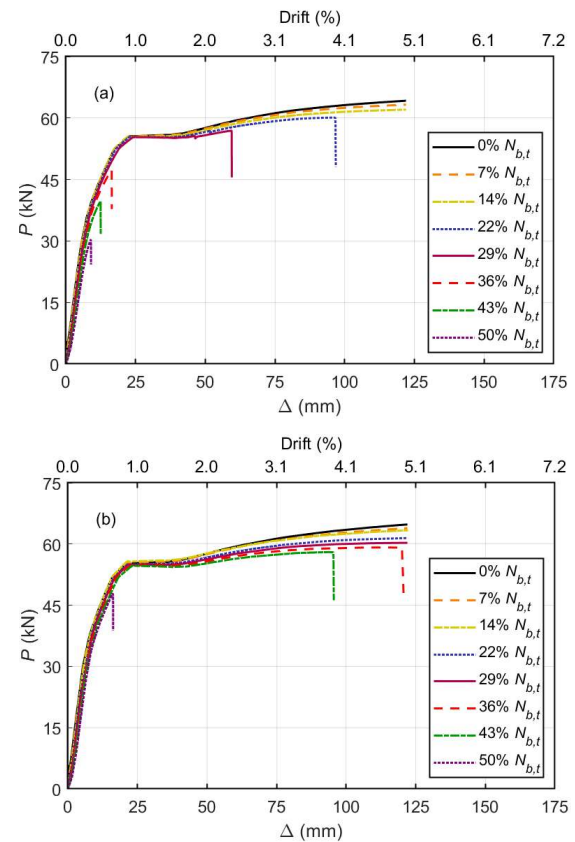 Drift (%)
0.0 1.0 2.0 3.1 4.1 5.1 6.1 7.2
75
60
45
30
15
0
P (kN)
(a)
0% N_b,t
7% N_b,t
14% N_b,t
22% N_b,t
29% N_b,t
36% N_b,t
43% N_b,t
50% N_b,t
0 25 50 75 100 125 150 175
Δ (mm)
Drift (%)
0.0 1.0 2.0 3.1 4.1 5.1 6.1 7.2
75
60
45
30
15
0
P (kN)
(b)
0% N_b,t
7% N_b,t
14% N_b,t
22% N_b,t
29% N_b,t
36% N_b,t
43% N_b,t
50% N_b,t
0 25 50 75 100 125 150 175
Δ (mm)